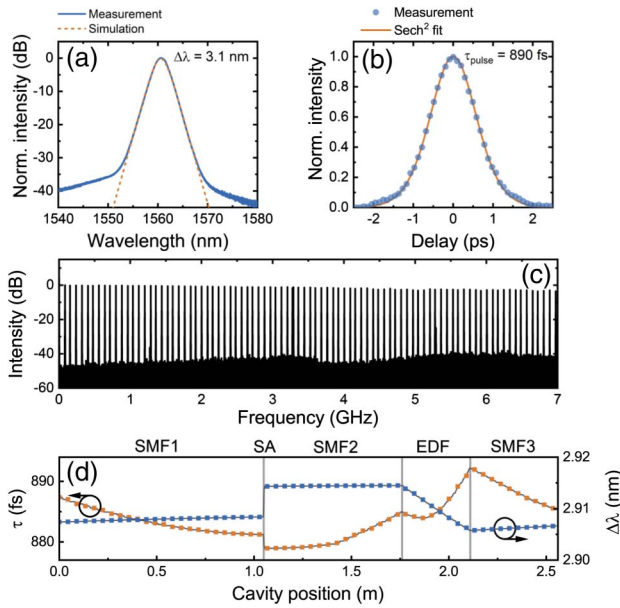 Measurement
Simulation
(a)
Δλ = 3.1 nm
Norm. intensity (dB)
0
-10
-20
-30
-40
1540 1550 1560 1570 1580
Wavelength (nm)
Measurement
Sech² fit
(b)
τpulse = 890 fs
Norm. intensity
1.0
0.8
0.6
0.4
0.2
0.0
-2 -1 0 1 2
Delay (ps)
(c)
Intensity (dB)
0
-20
-40
-60
0 1 2 3 4 5 6 7
Frequency (GHz)
SMF1 SA SMF2 EDF SMF3
(d)
τ (fs)
890
880
2.92
2.91
2.90
Δλ (nm)
0.0 0.5 1.0 1.5 2.0 2.5
Cavity position (m)